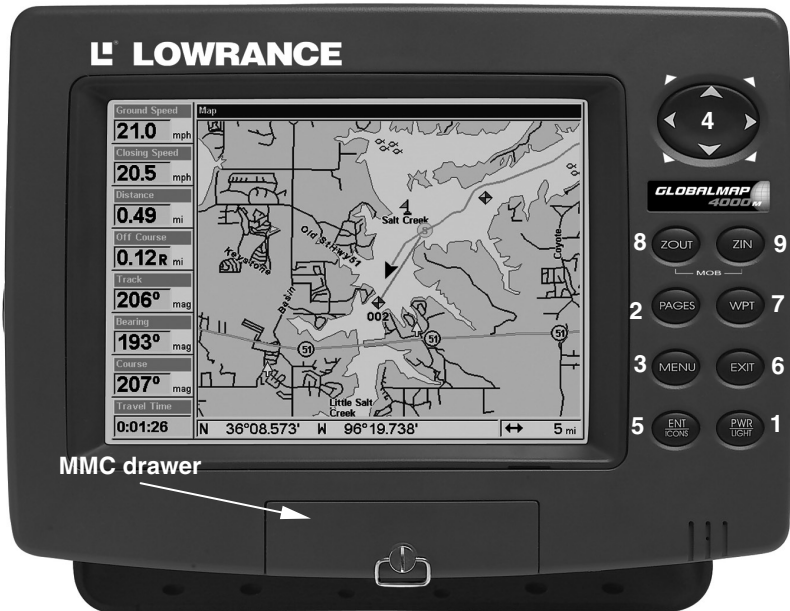 LOWRANCE
Ground Speed
21.0 mph
Closing Speed
20.5 mph
Distance
0.49 mi
Off Course
0.12R mi
Track
206° mag
Bearing
193° mag
Course
207° mag
Travel Time
0:01:26
Map
Salt Creek
Old Sthwy51
Keystone
Basin
Coyote
002
51
51
51
Little Salt
Creek
N 36°08.573' W 96°19.738'
↔ 5 mi
4
GLOBALMAP
4000M
8 ZOUT ZIN 9
MOB
2 PAGES WPT 7
3 MENU EXIT 6
5 ENT
ICONS
PWR
LIGHT 1
MMC drawer